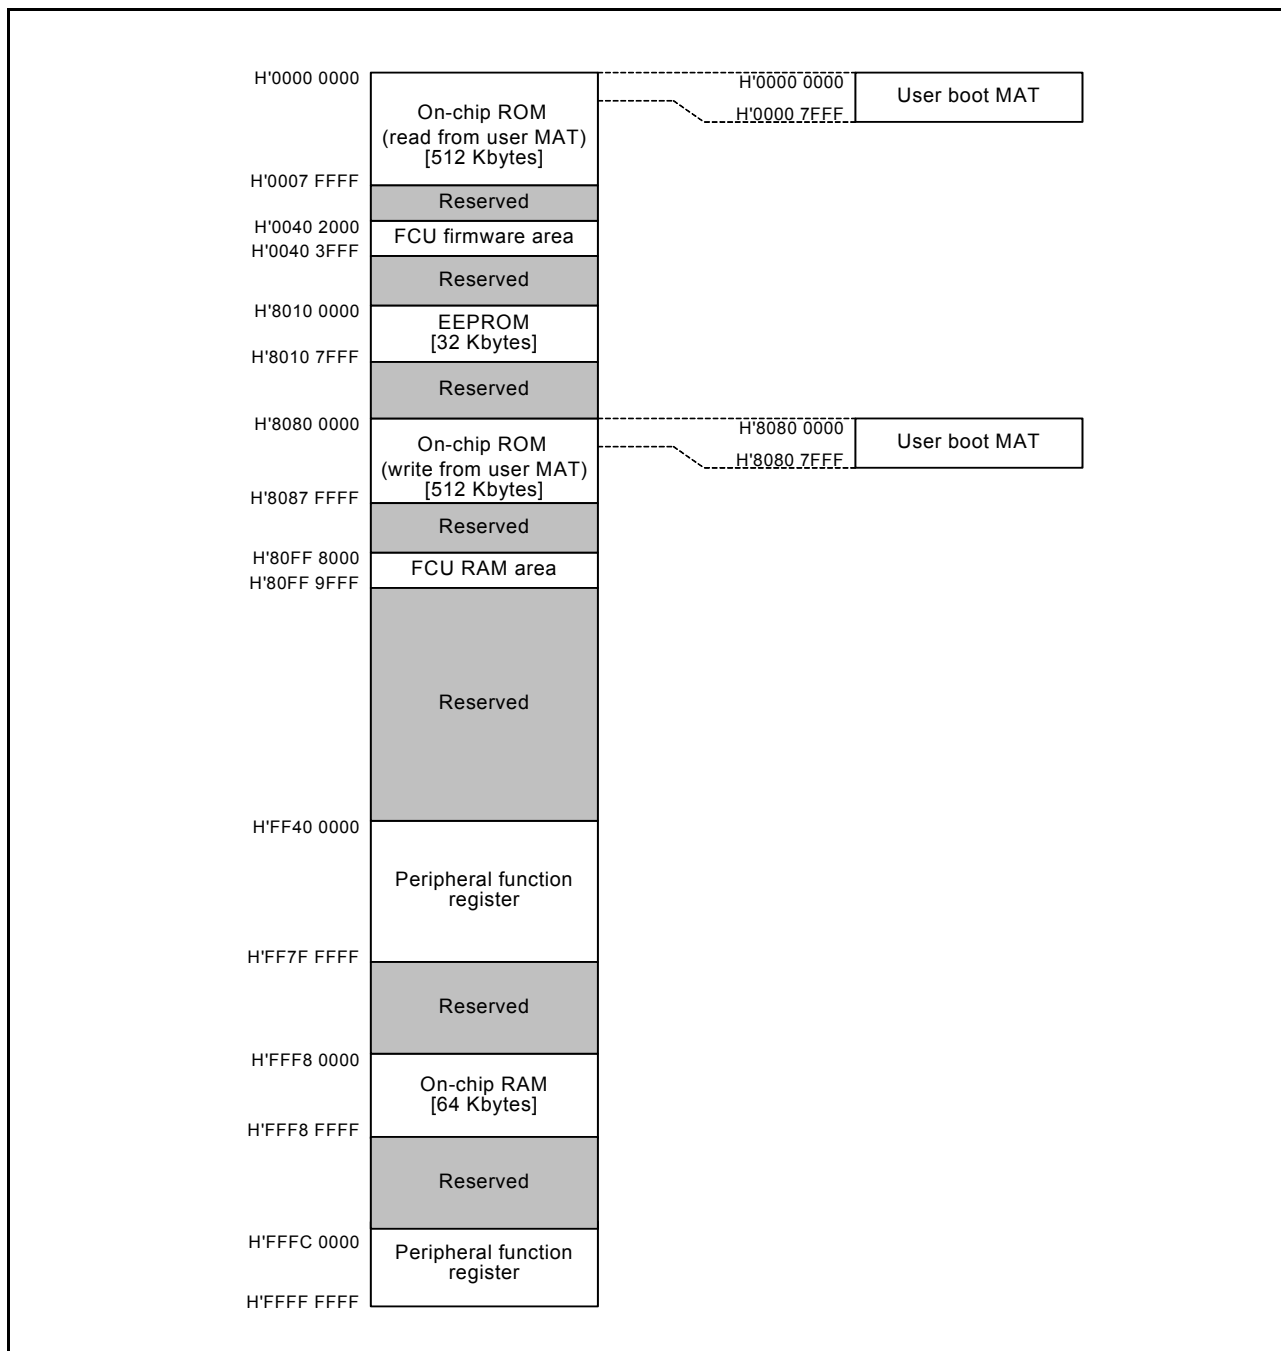 H'0000 0000
H'0000 0000
User boot MAT
On-chip ROM
H'0000 7FFF
(read from user MAT)
[512 Kbytes]
H'0007 FFFF
Reserved
H'0040 2000
FCU firmware area
H'0040 3FFF
Reserved
H'8010 0000
EEPROM
[32 Kbytes]
H'8010 7FFF
Reserved
H'8080 0000
H'8080 0000
User boot MAT
On-chip ROM
H'8080 7FFF
(write from user MAT)
[512 Kbytes]
H'8087 FFFF
Reserved
H'80FF 8000
FCU RAM area
H'80FF 9FFF
Reserved
H'FF40 0000
Peripheral function
register
H'FF7F FFFF
Reserved
H'FFF8 0000
On-chip RAM
[64 Kbytes]
H'FFF8 FFFF
Reserved
H'FFFC 0000
Peripheral function
register
H'FFFF FFFF